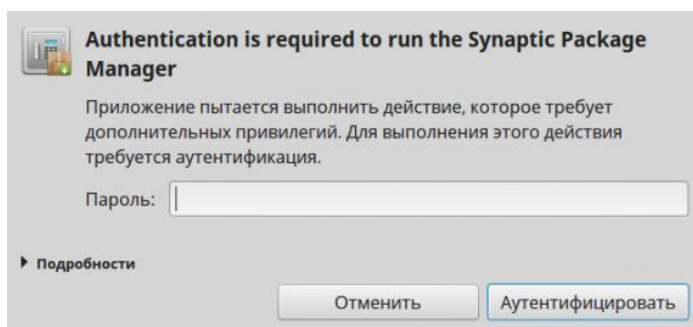 Authentication is required to run the Synaptic Package
Manager
Приложение пытается выполнить действие, которое требует
дополнительных привилегий. Для выполнения этого действия
требуется аутентификация.
Пароль:
Подробности
Отменить
Аутентифицировать